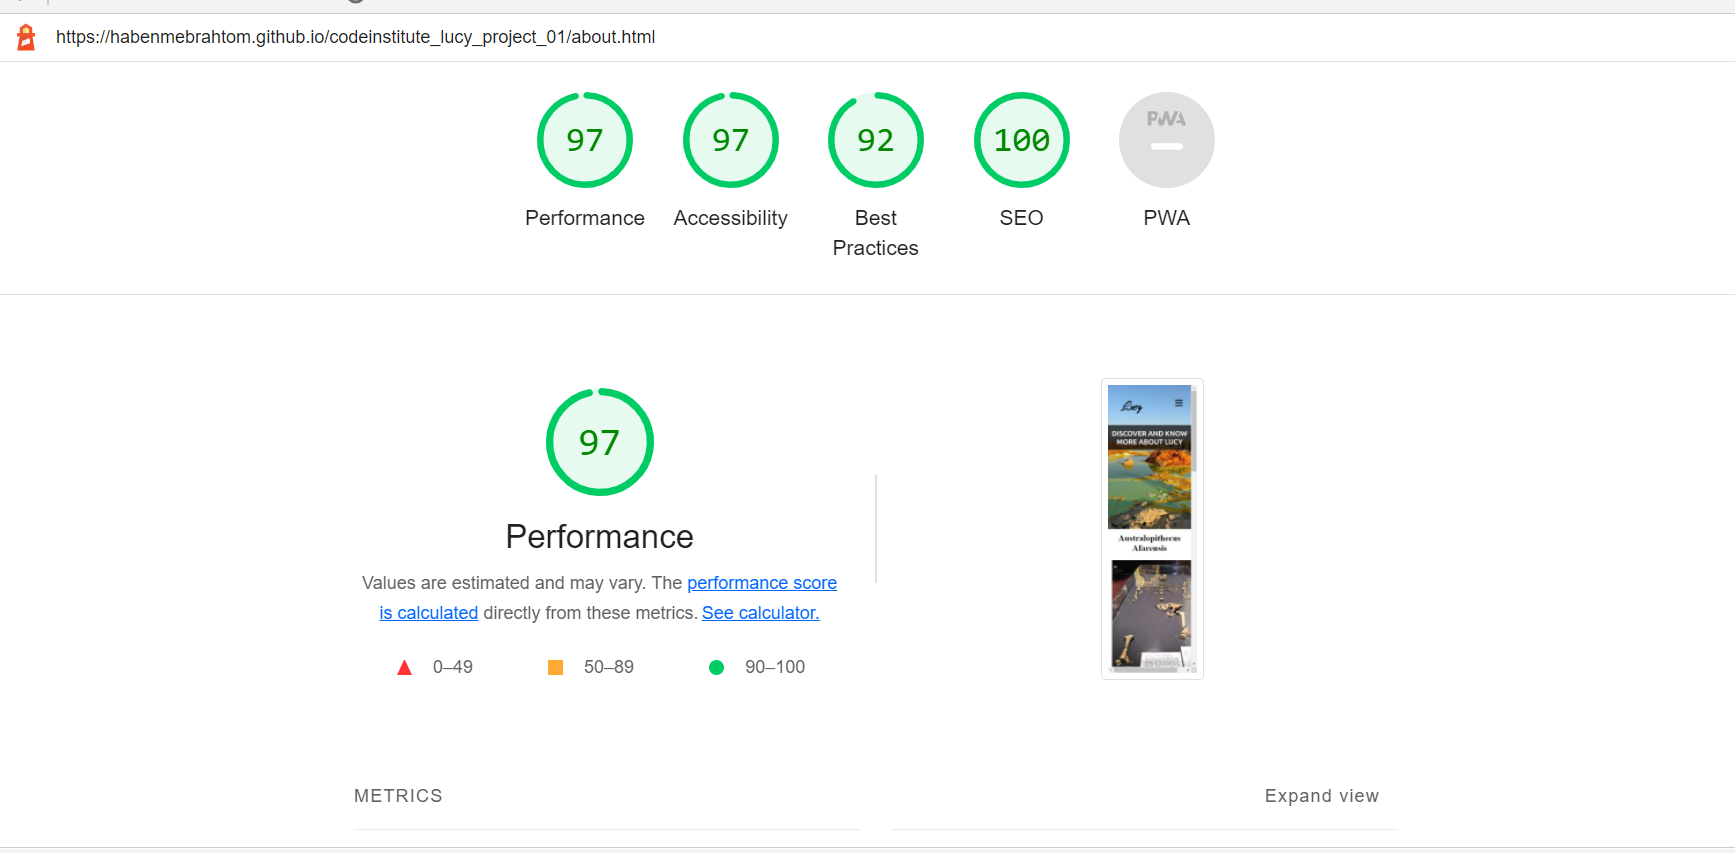 https://habenmebrahtom.github.io/codeinstitute_lucy_project_01/about.html
97
97
92
100
PWA
Performance
Accessibility
Best
Practices
SEO
PWA
97
Performance
Values are estimated and may vary. The performance score
is calculated directly from these metrics. See calculator.
0–49
50–89
90–100
Lucy
DISCOVER AND KNOW
MORE ABOUT LUCY
Australopithecus
Afarensis
METRICS
Expand view